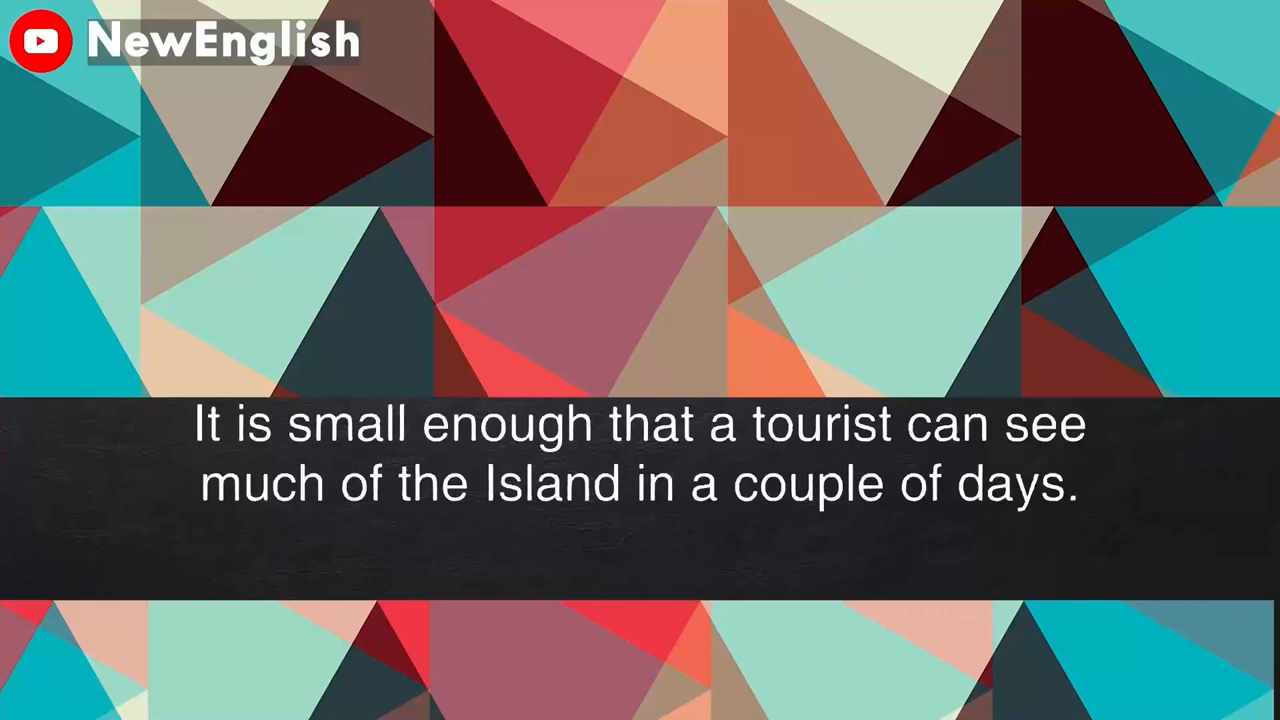 NewEnglish
It is small enough that a tourist can see
much of the Island in a couple of days.